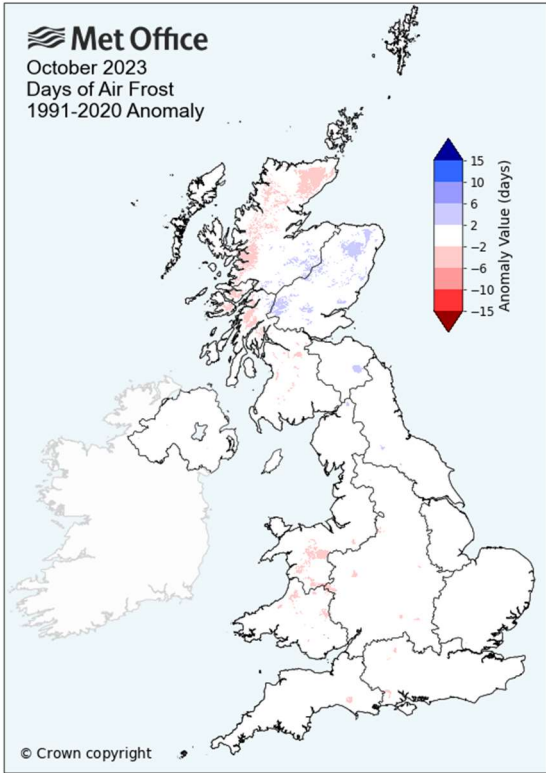 Met Office
October 2023
Days of Air Frost
1991-2020 Anomaly
15
10
6
2
−2
−6
−10
−15
Anomaly Value (days)
© Crown copyright